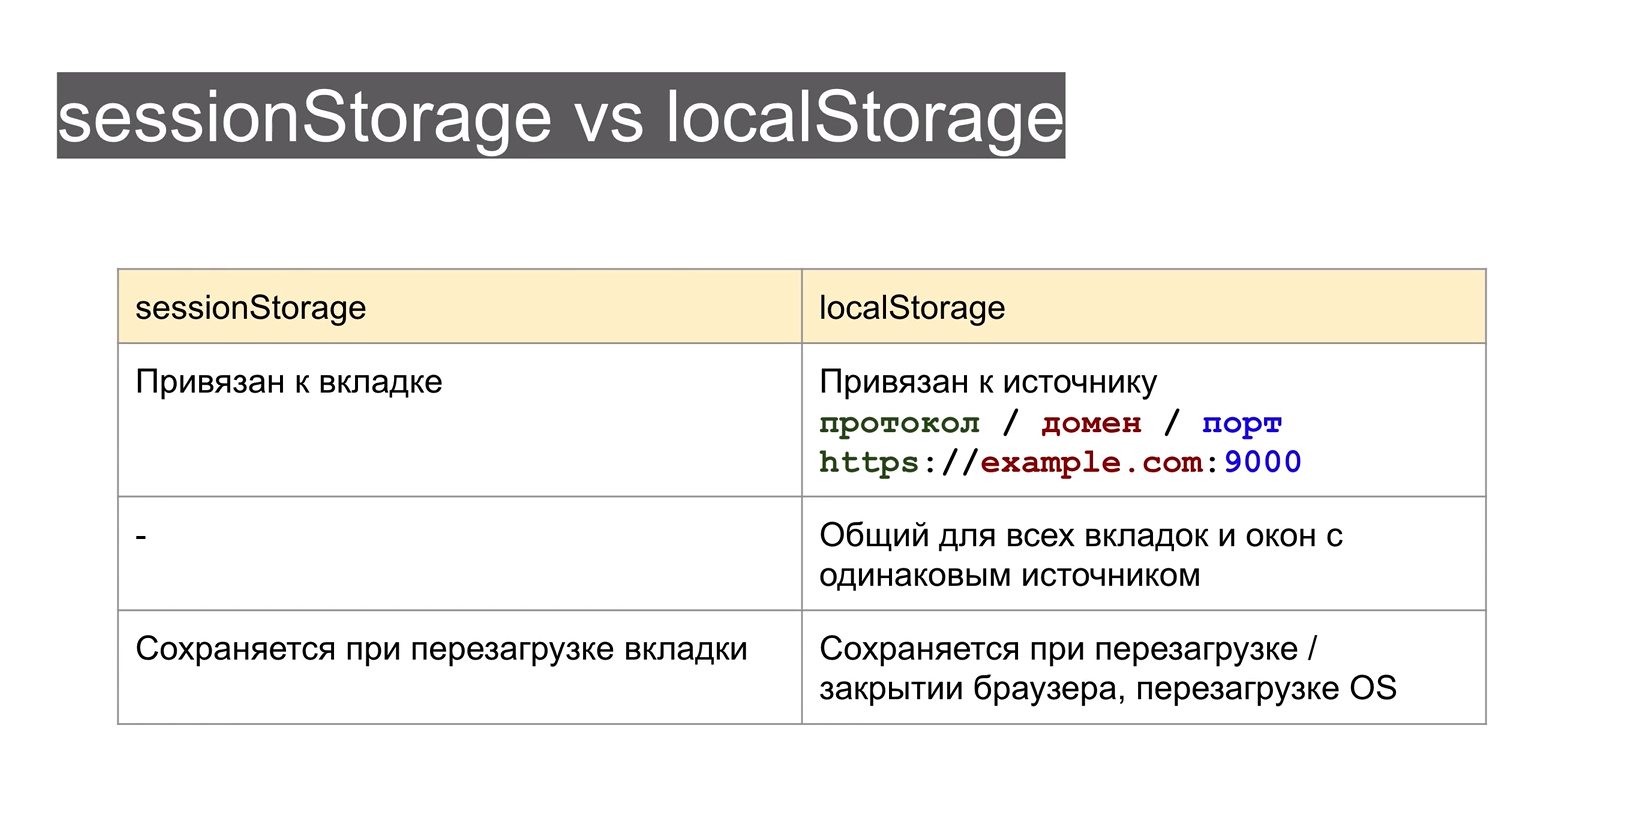 sessionStorage vs localStorage
sessionStorage
localStorage
Привязан к вкладке
Привязан к источнику
протокол / домен / порт
https://example.com:9000
-
Общий для всех вкладок и окон с
одинаковым источником
Сохраняется при перезагрузке вкладки
Сохраняется при перезагрузке /
закрытии браузера, перезагрузке OS